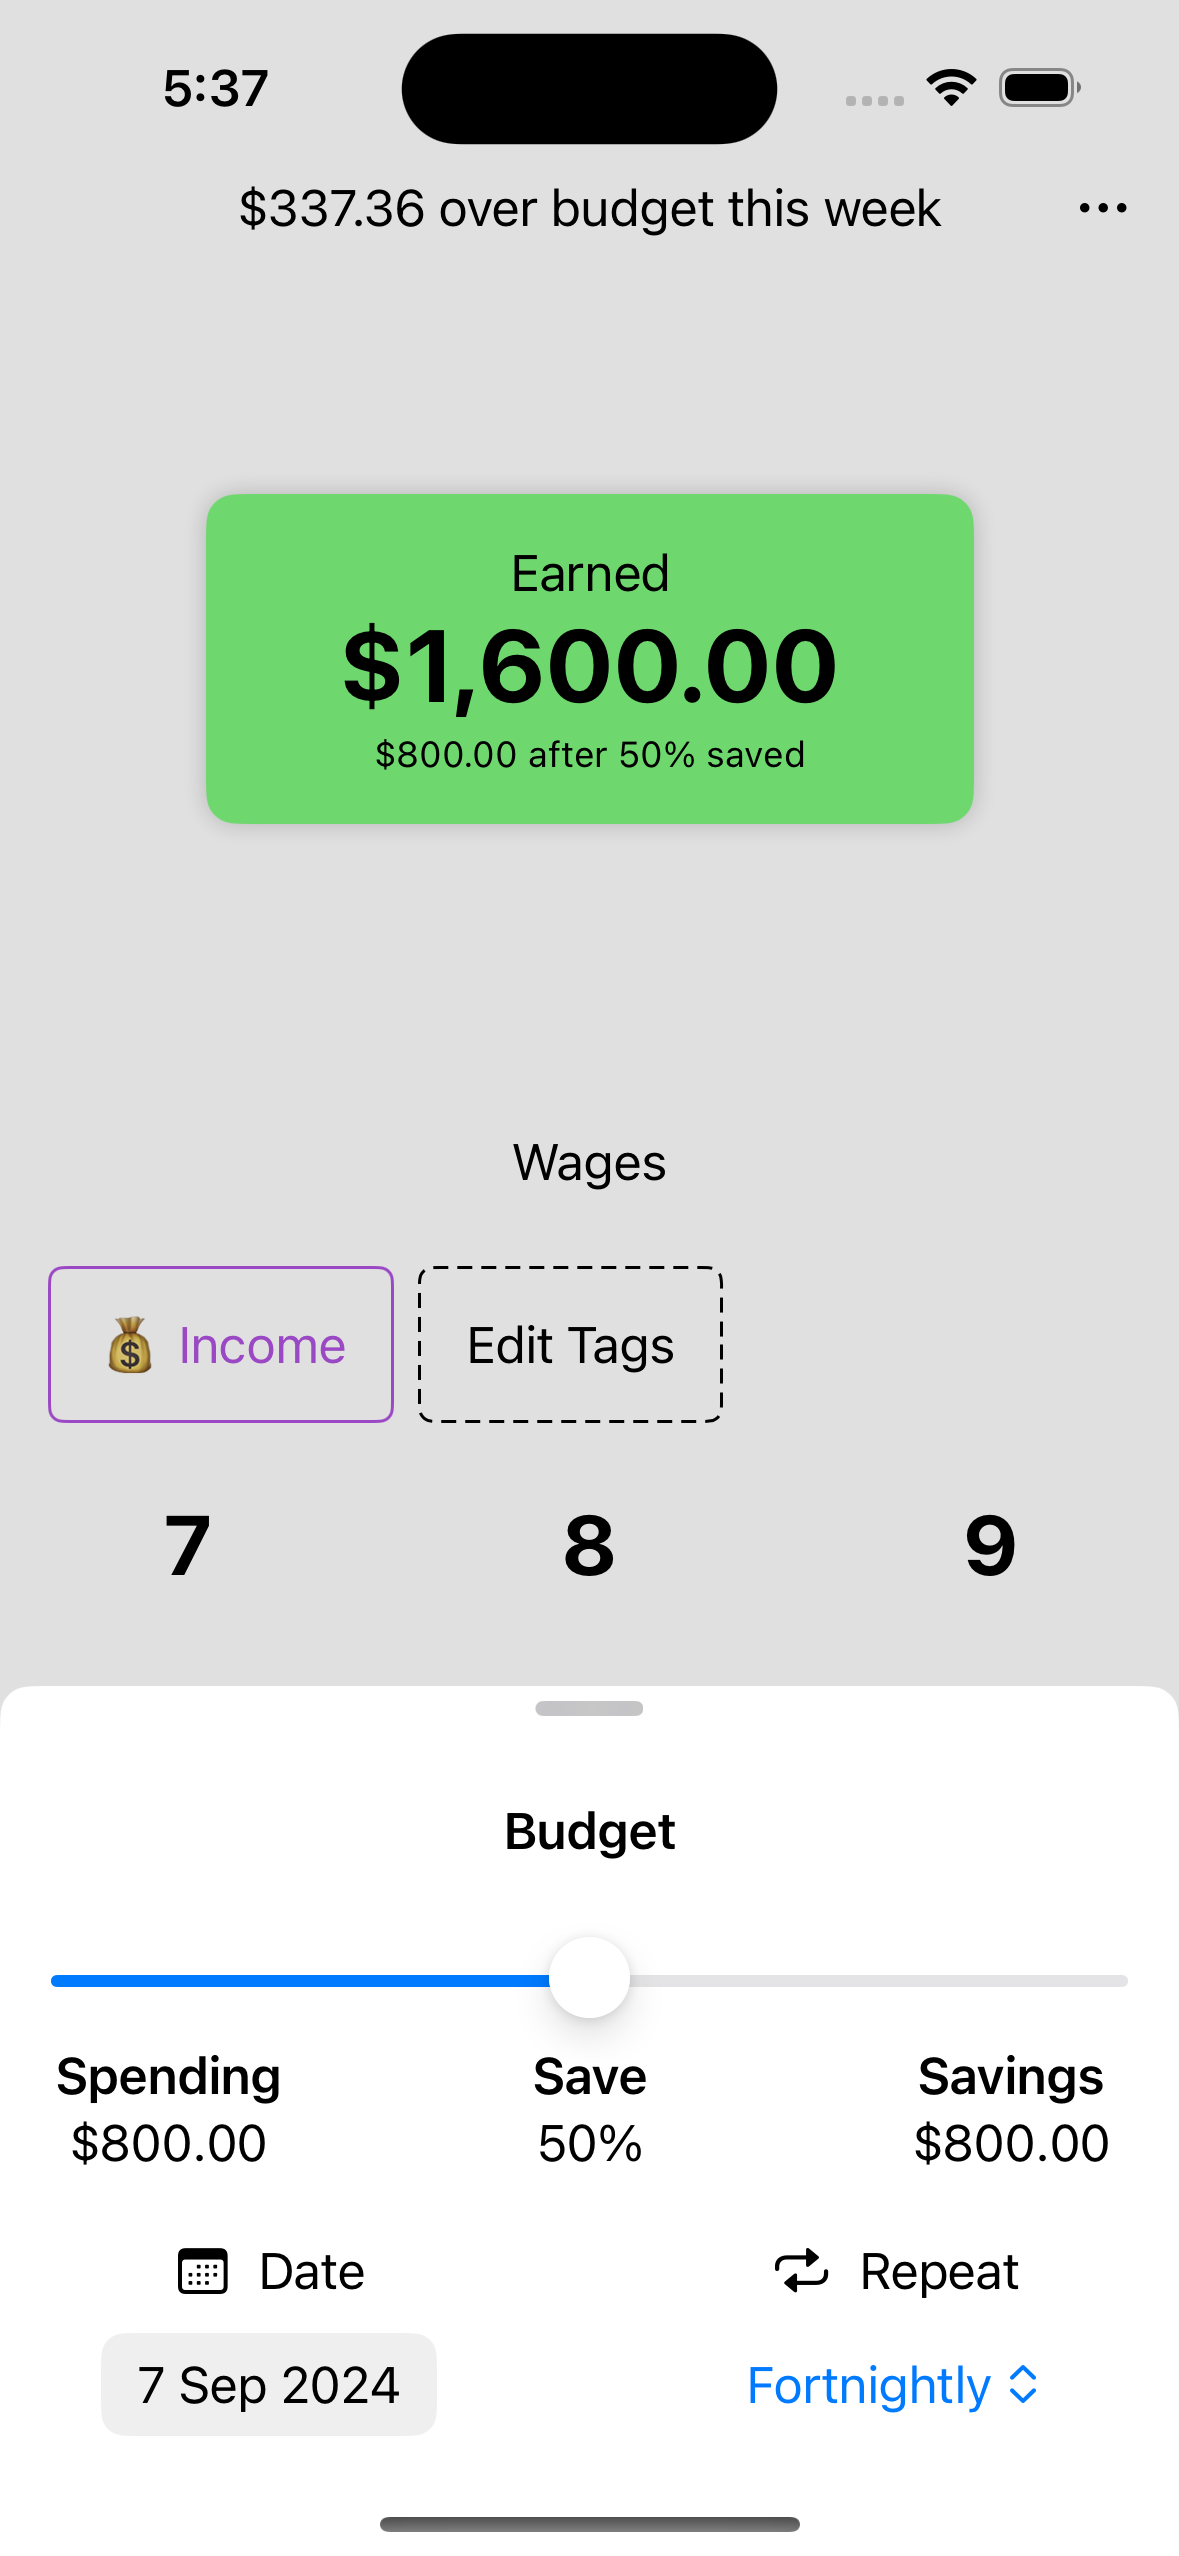 5:37
$337.36 over budget this week
Earned
$1,600.00
$800.00 after 50% saved
Wages
Income
Edit Tags
7 8 9
Budget
Spending Save Savings
$800.00 50% $800.00
Date Repeat
7 Sep 2024 Fortnightly